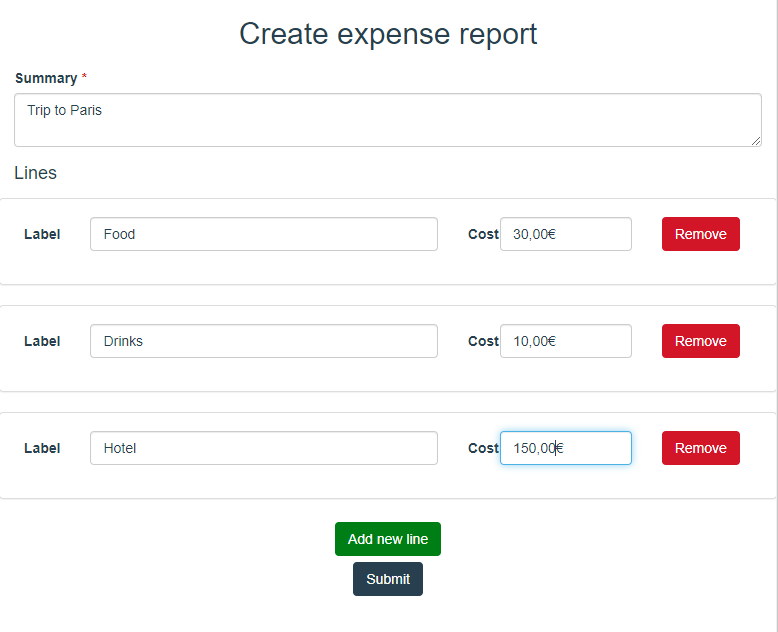 Create expense report
Summary *
Trip to Paris
Lines
Label Food Cost 30,00€ Remove
Label Drinks Cost 10,00€ Remove
Label Hotel Cost 150,00€ Remove
Add new line
Submit